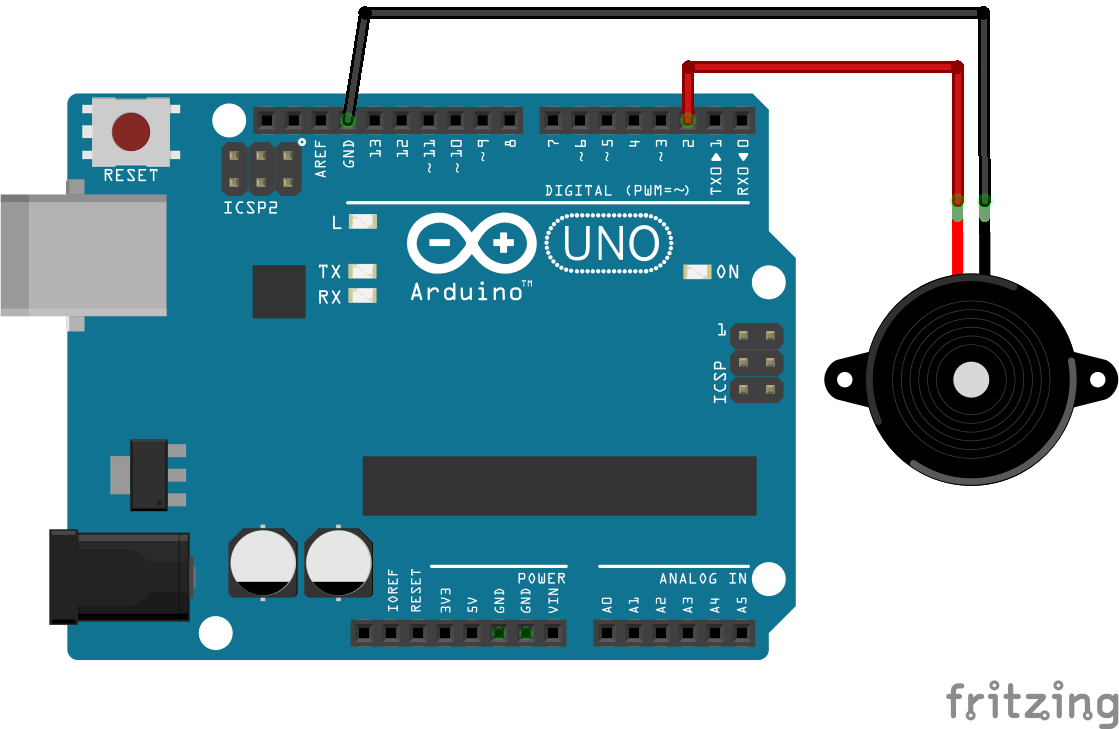 RESET
ICSP2
AREF
GND
13
12
~11
~10
~9
8
7
~6
~5
4
~3
2
TX0▶1
RX0◀0
DIGITAL (PWM=~)
L
TX
RX
UNO
Arduino™
ON
1
ICSP
IOREF
RESET
3V3
5V
GND
GND
VIN
POWER
A0
A1
A2
A3
A4
A5
ANALOG IN
fritzing